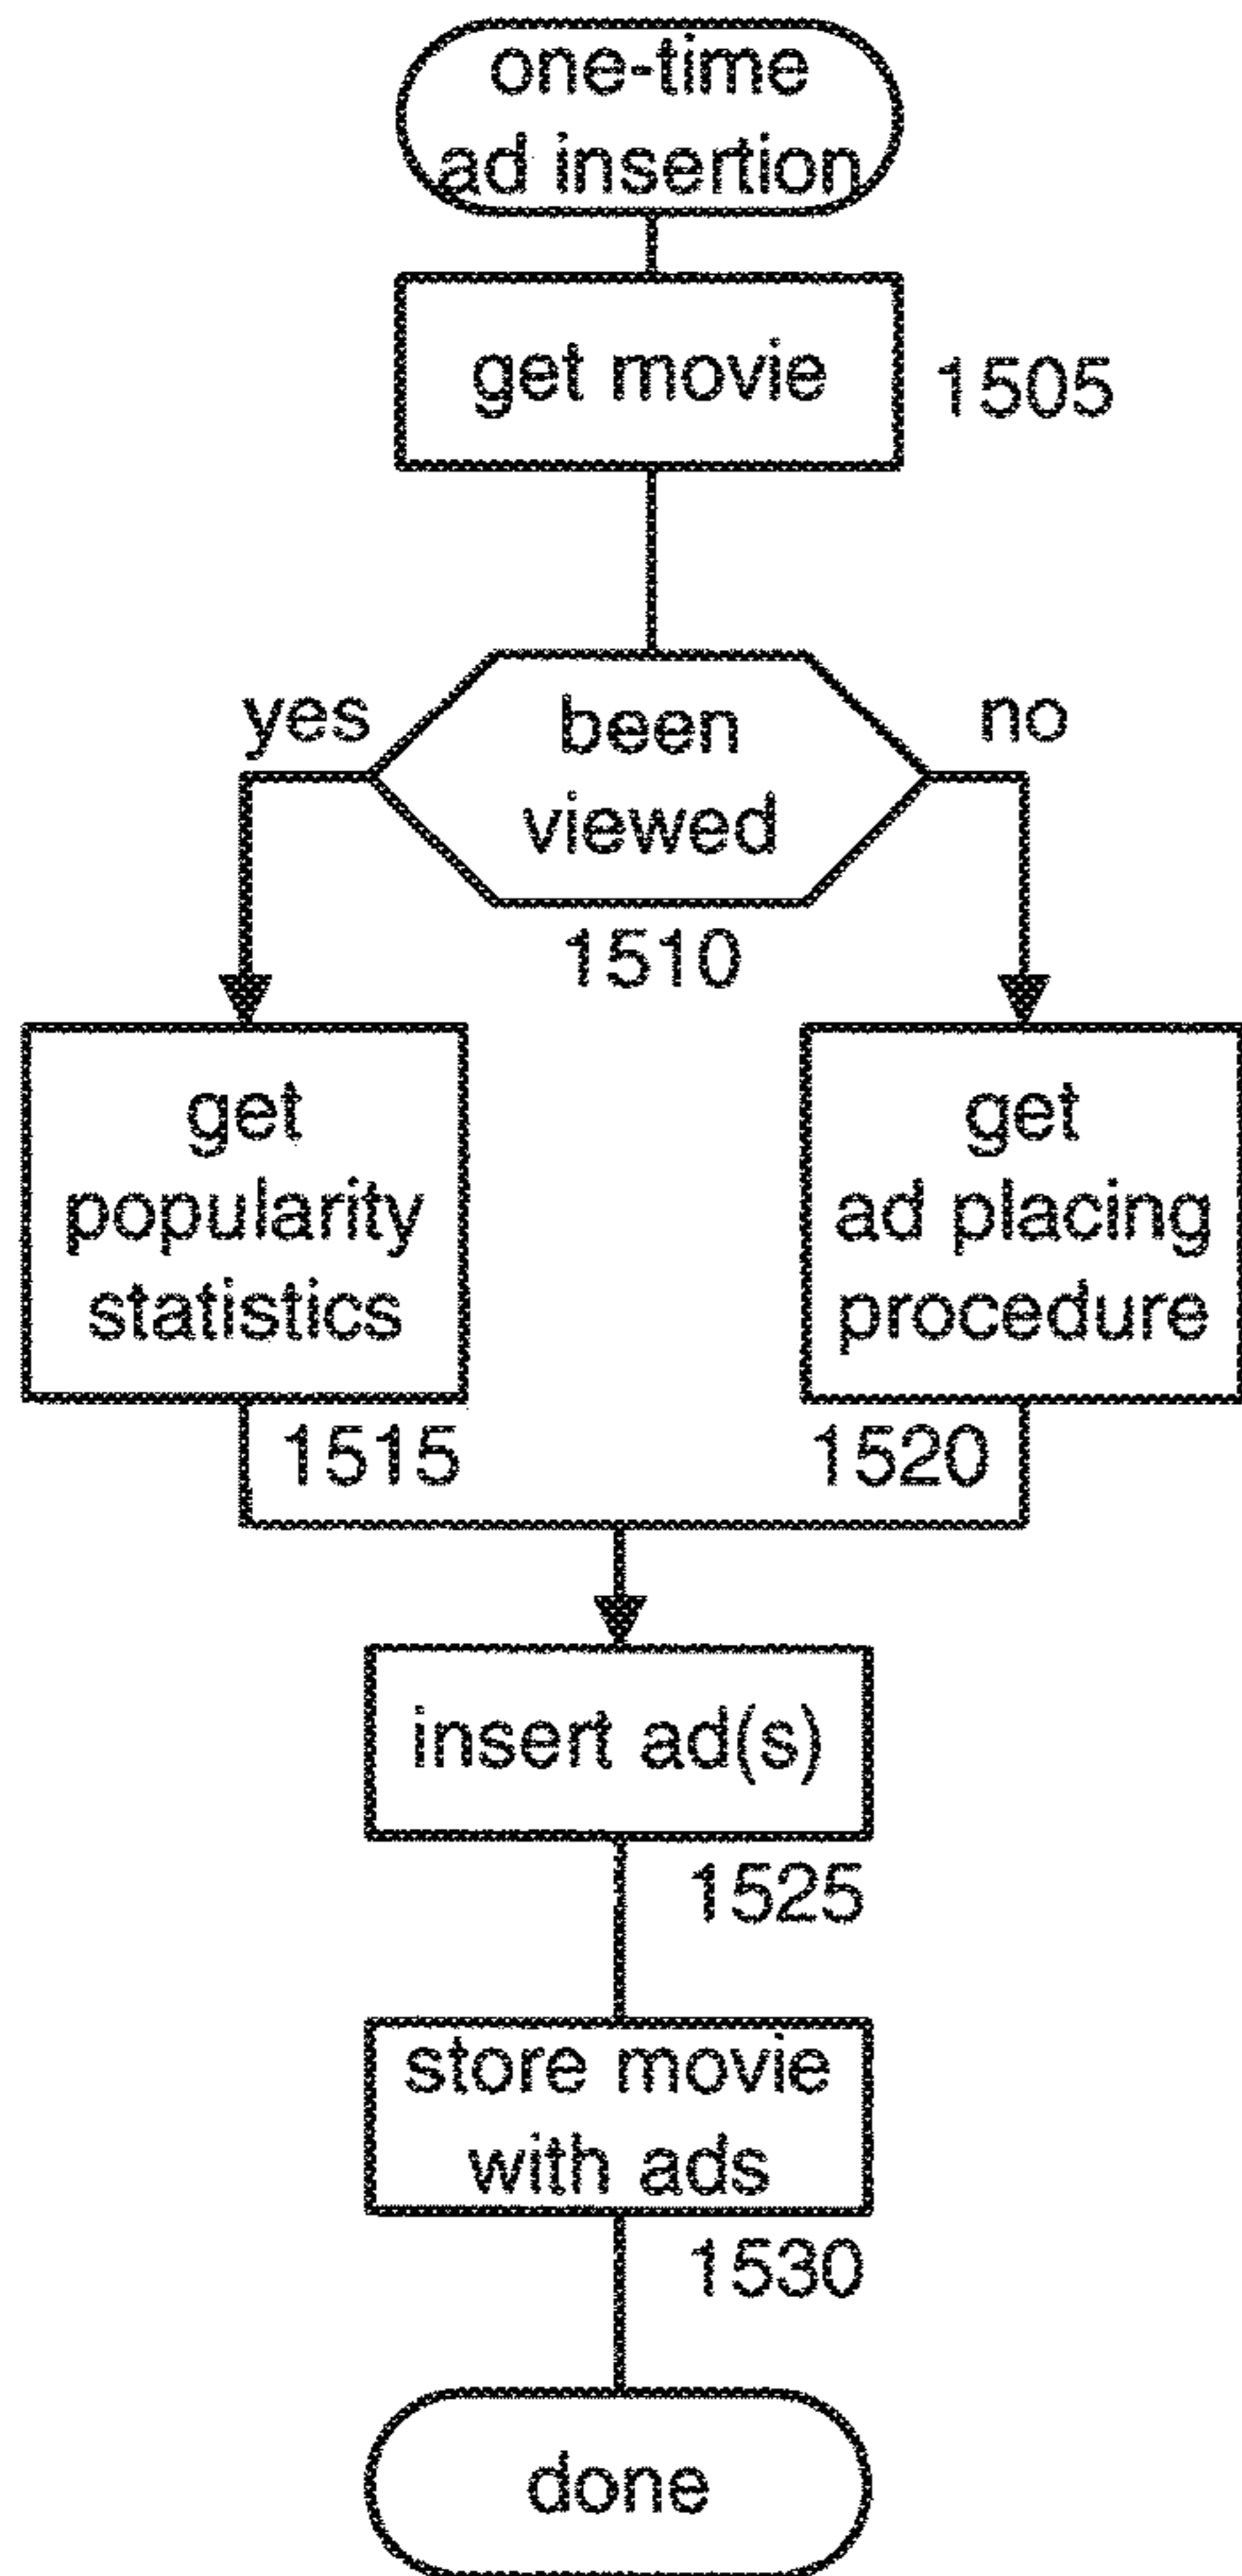 one-time
ad insertion
get movie
1505
yes
been
viewed
no
1510
get
popularity
statistics
get
ad placing
procedure
1515
1520
insert ad(s)
1525
store movie
with ads
1530
done